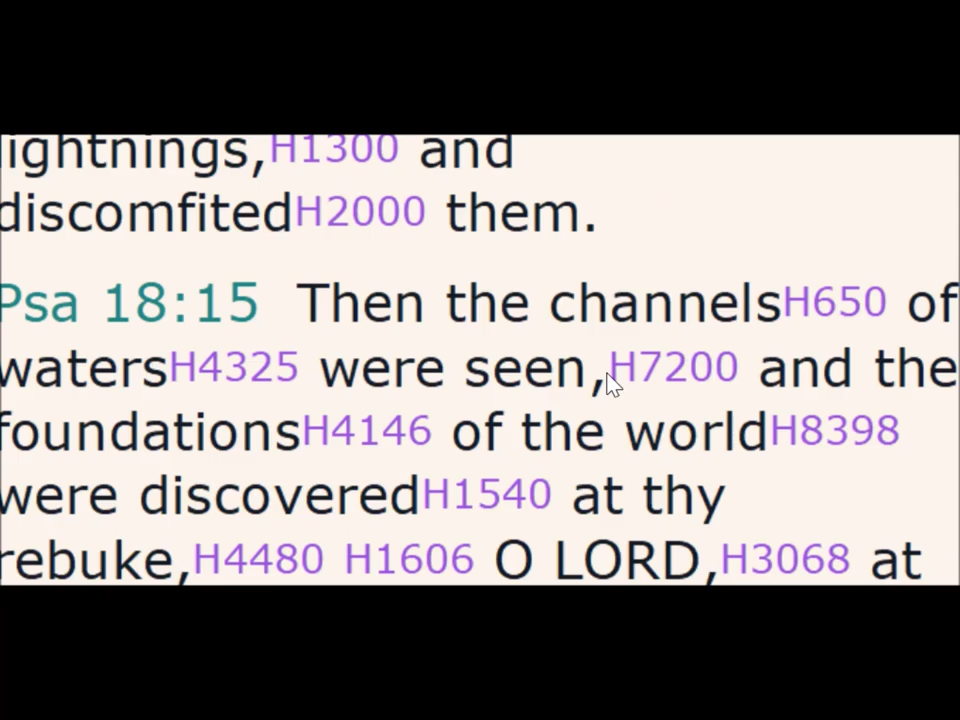 lightnings,H1300 and
discomfitedH2000 them.
Psa 18:15 Then the channelsH650 of
watersH4325 were seen,H7200 and the
foundationsH4146 of the worldH8398
were discoveredH1540 at thy
rebuke,H4480 H1606 O LORD,H3068 at